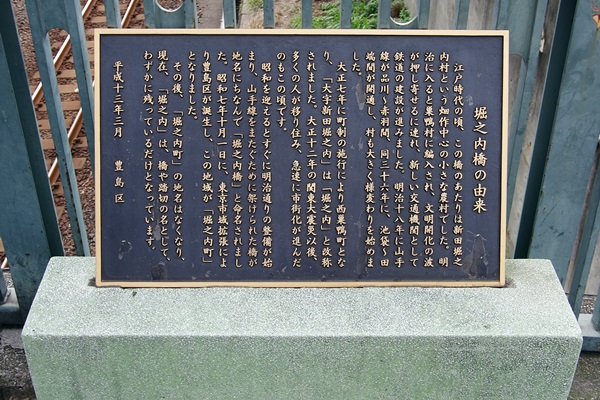 堀之内橋の由来
江戸時代の頃、この橋のあたりは新田堀之
内村という畑作中心の小さな農村でした。明
治に入ると巣鴨村に編入され、文明開化の波
が押し寄せるに連れ、新しい交通機関として
鉄道の建設が進みました。明治十八年に山手
線が品川～赤羽間、同三十六年に、池袋～田
端間が開通し、村も大きく様変わりを始めま
した。
大正七年に町制の施行により西巣鴨町とな
り、「大字新田堀之内」は「堀之内」と改称
されました。大正十二年の関東大震災以後、
多くの人が移り住み、急速に市街化が進んだ
のもこの頃です。
昭和を迎えるとすぐに明治通りの整備が始
まり、山手線をまたぐために架けられた橋が
地名にちなんで「堀之内橋」と命名されまし
た。昭和七年十月一日に、東京市域拡張によ
り豊島区が誕生し、この地域が「堀之内町」
となりました。
その後、「堀之内町」の地名はなくなり、
現在、「堀之内」は、橋や踏切の名として、
わずかに残っているだけとなっています。
平成十二年二月　豊島区